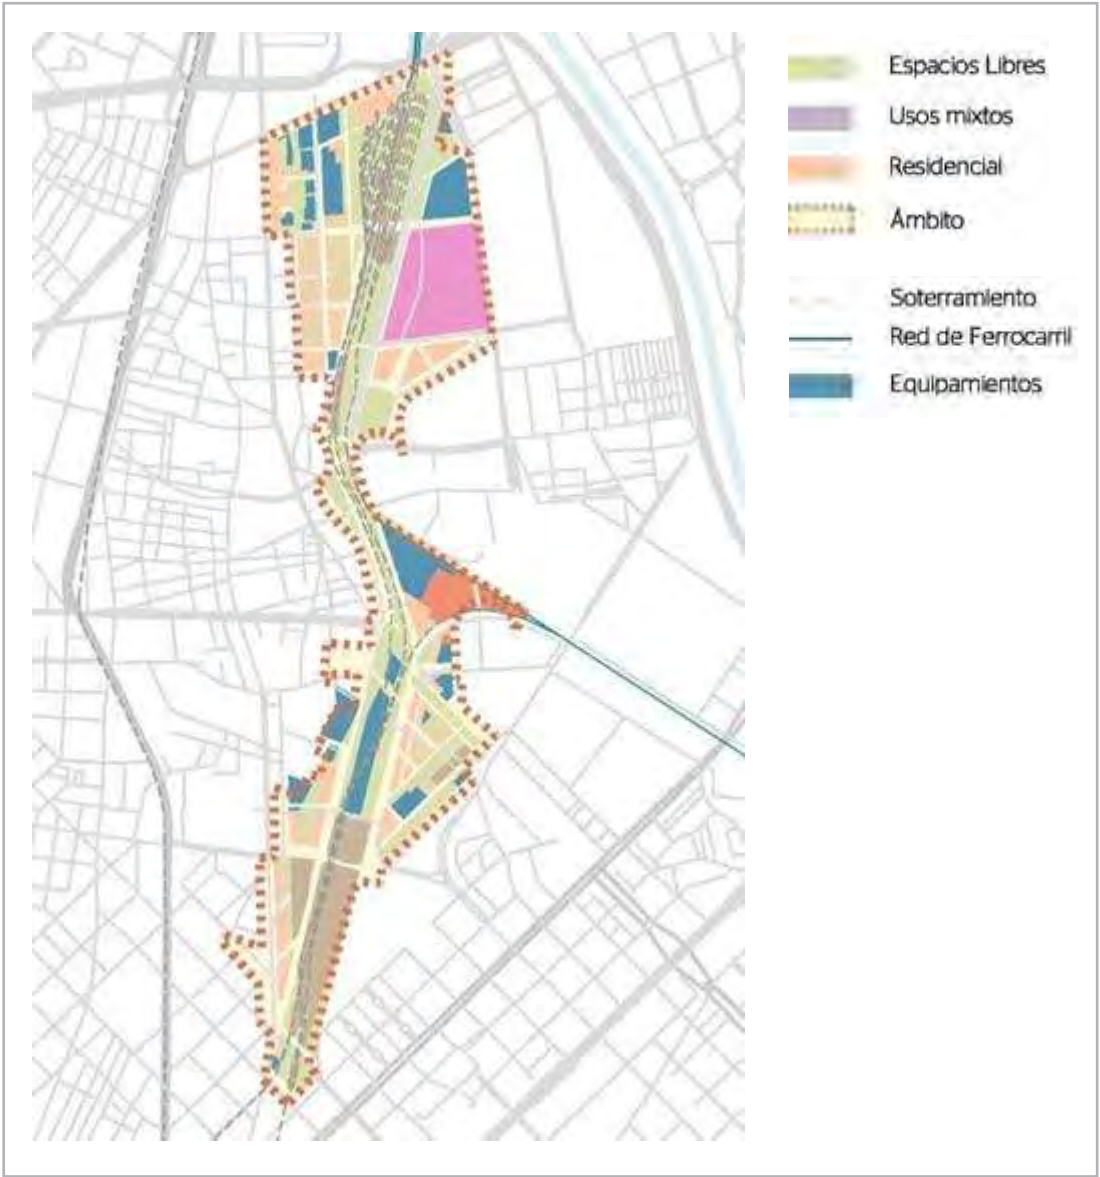 Espacios Libres
Usos mixtos
Residencial
Ámbito
Soterramiento
Red de Ferrocarril
Equipamientos